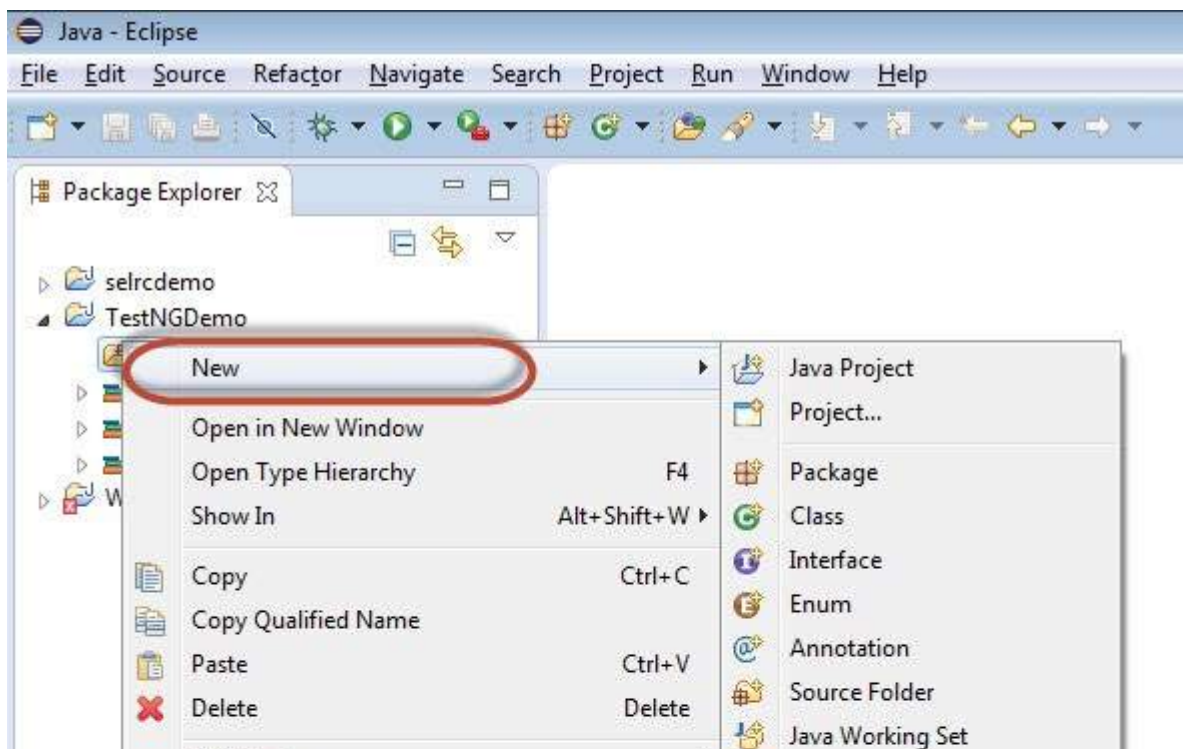 Java - Eclipse
File Edit Source Refactor Navigate Search Project Run Window Help
Package Explorer
selrcdemo
TestNGDemo
W
New
Open in New Window
Open Type Hierarchy F4
Show In Alt+Shift+W
Copy Ctrl+C
Copy Qualified Name
Paste Ctrl+V
Delete Delete
Java Project
Project...
Package
Class
Interface
Enum
Annotation
Source Folder
Java Working Set